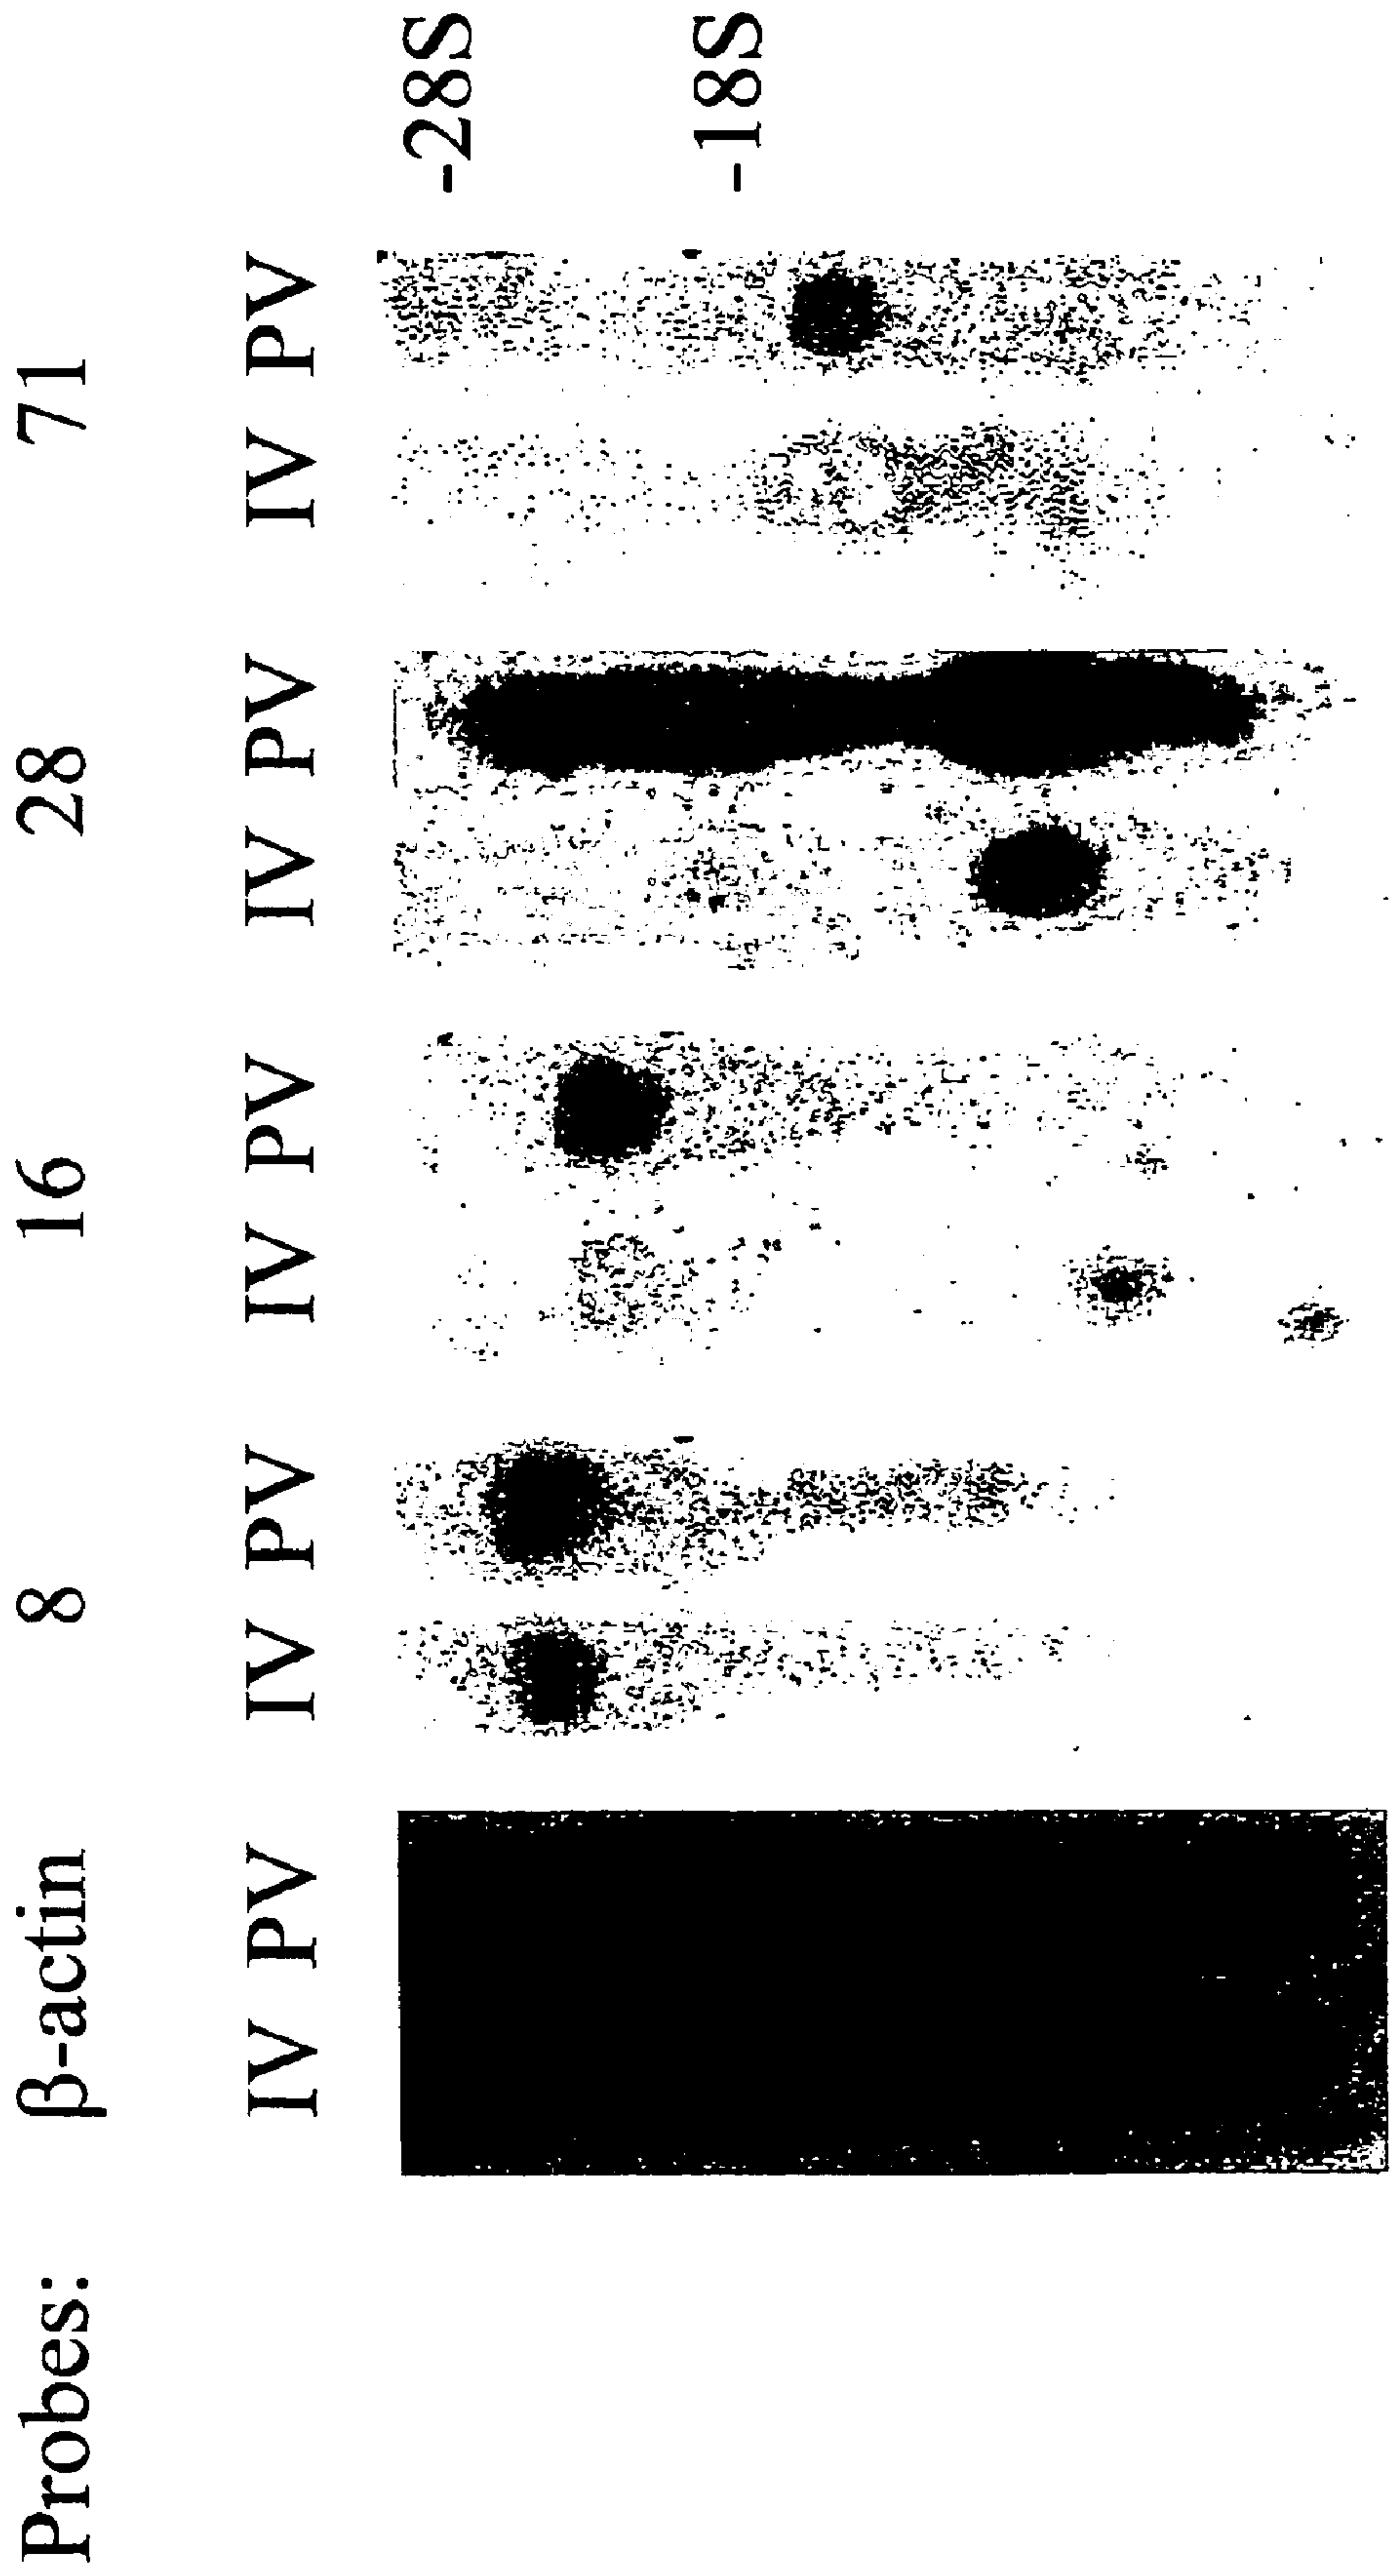 Probes: β-actin 8 16 28 71
IV PV IV PV IV PV IV PV IV PV
-28S
-18S